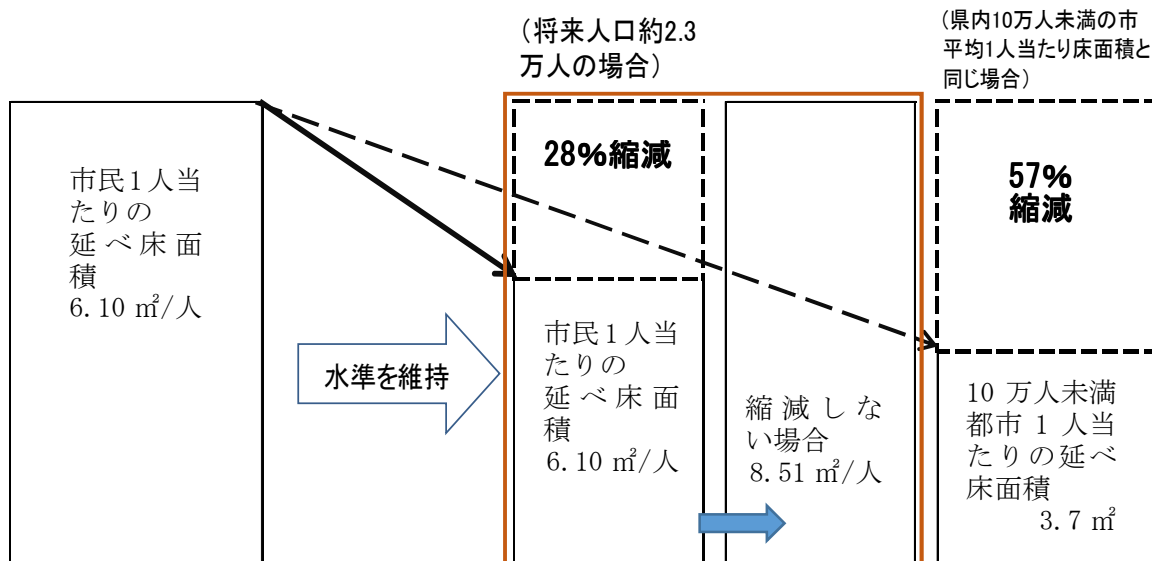 市民1人当
たりの
延べ床面
積
6.10 ㎡/人
水準を維持
(将来人口約2.3
万人の場合)
28%縮減
市民1人当
たりの
延べ床面
積
6.10 ㎡/人
縮減しな
い場合
8.51 ㎡/人
(県内10万人未満の市
平均1人当たり床面積と
同じ場合)
57%
縮減
10 万人未満
都市 1 人当
たりの延べ
床面積
3.7 ㎡